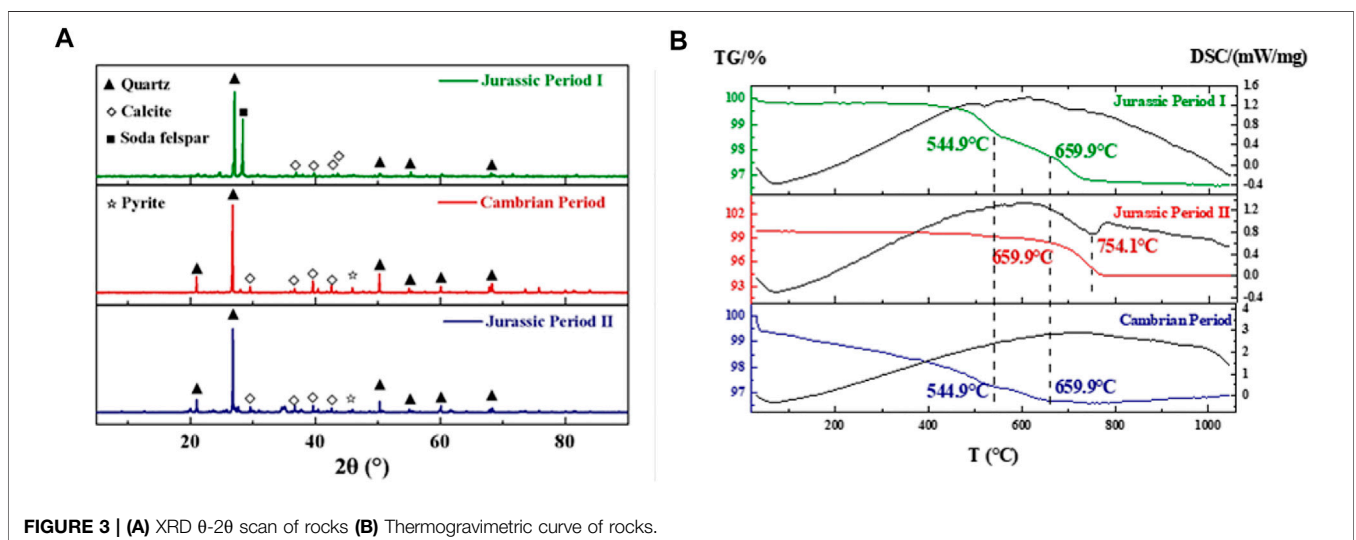 A
▲ Quartz
◇ Calcite
■ Soda felspar
Jurassic Period I
☆ Pyrite
Cambrian Period
Jurassic Period II
20
40
60
80
2θ (°)
B
TG/%
DSC/(mW/mg)
100
99
98
97
Jurassic Period I
544.9°C
659.9°C
1.6
1.2
0.8
0.4
0.0
-0.4
102
99
96
93
Jurassic Period II
659.9°C
754.1°C
1.2
0.8
0.4
0.0
-0.4
100
99
98
97
Cambrian Period
544.9°C
659.9°C
4
3
2
1
0
200
400
600
800
1000
T (°C)
FIGURE 3 | (A) XRD θ-2θ scan of rocks (B) Thermogravimetric curve of rocks.